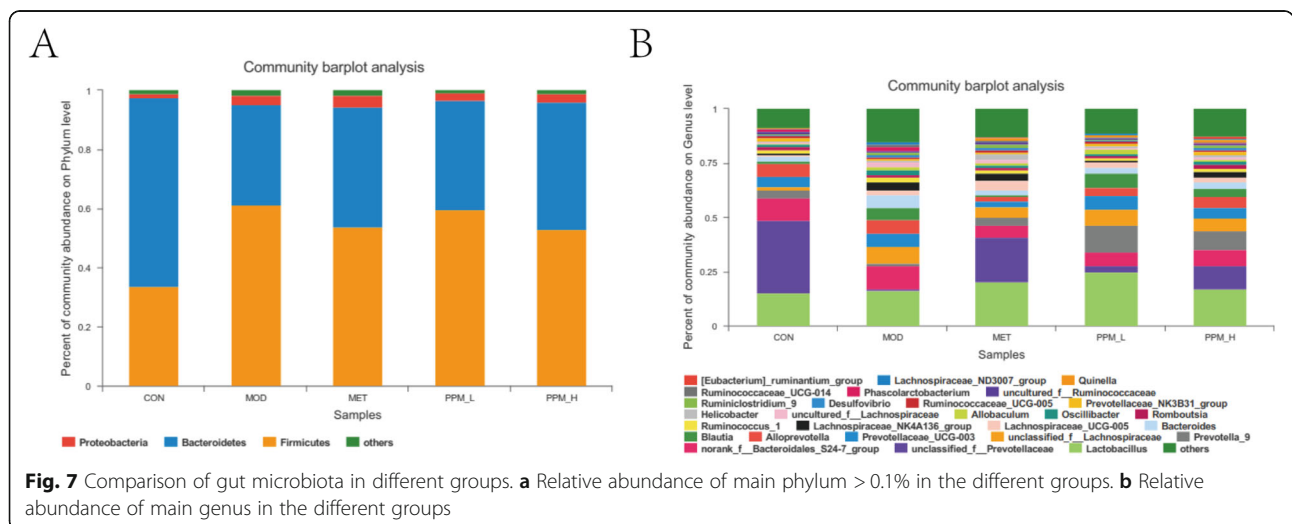 A
Community barplot analysis
Percent of community abundance on Phylum level
1
0.8
0.6
0.4
0.2
0
CON MOD MET PPM_L PPM_H
Samples
Proteobacteria Bacteroidetes Firmicutes others
B
Community barplot analysis
Percent of community abundance on Genus level
1
0.75
0.5
0.25
0
CON MOD MET PPM_L PPM_H
Samples
[Eubacterium]_ruminantium_group Lachnospiraceae_ND3007_group Quinella
Ruminococcaceae_UCG-014 Phascolarctobacterium uncultured_f__Ruminococcaceae
Ruminiclostridium_9 Desulfovibrio Ruminococcaceae_UCG-005 Prevotellaceae_NK3B31_group
Helicobacter uncultured_f__Lachnospiraceae Allobaculum Oscillibacter Romboutsia
Ruminococcus_1 Lachnospiraceae_NK4A136_group Lachnospiraceae_UCG-005 Bacteroides
Blautia Alloprevotella Prevotellaceae_UCG-003 unclassified_f__Lachnospiraceae Prevotella_9
norank_f__Bacteroidales_S24-7_group unclassified_f__Prevotellaceae Lactobacillus others
Fig. 7 Comparison of gut microbiota in different groups. a Relative abundance of main phylum > 0.1% in the different groups. b Relative
abundance of main genus in the different groups